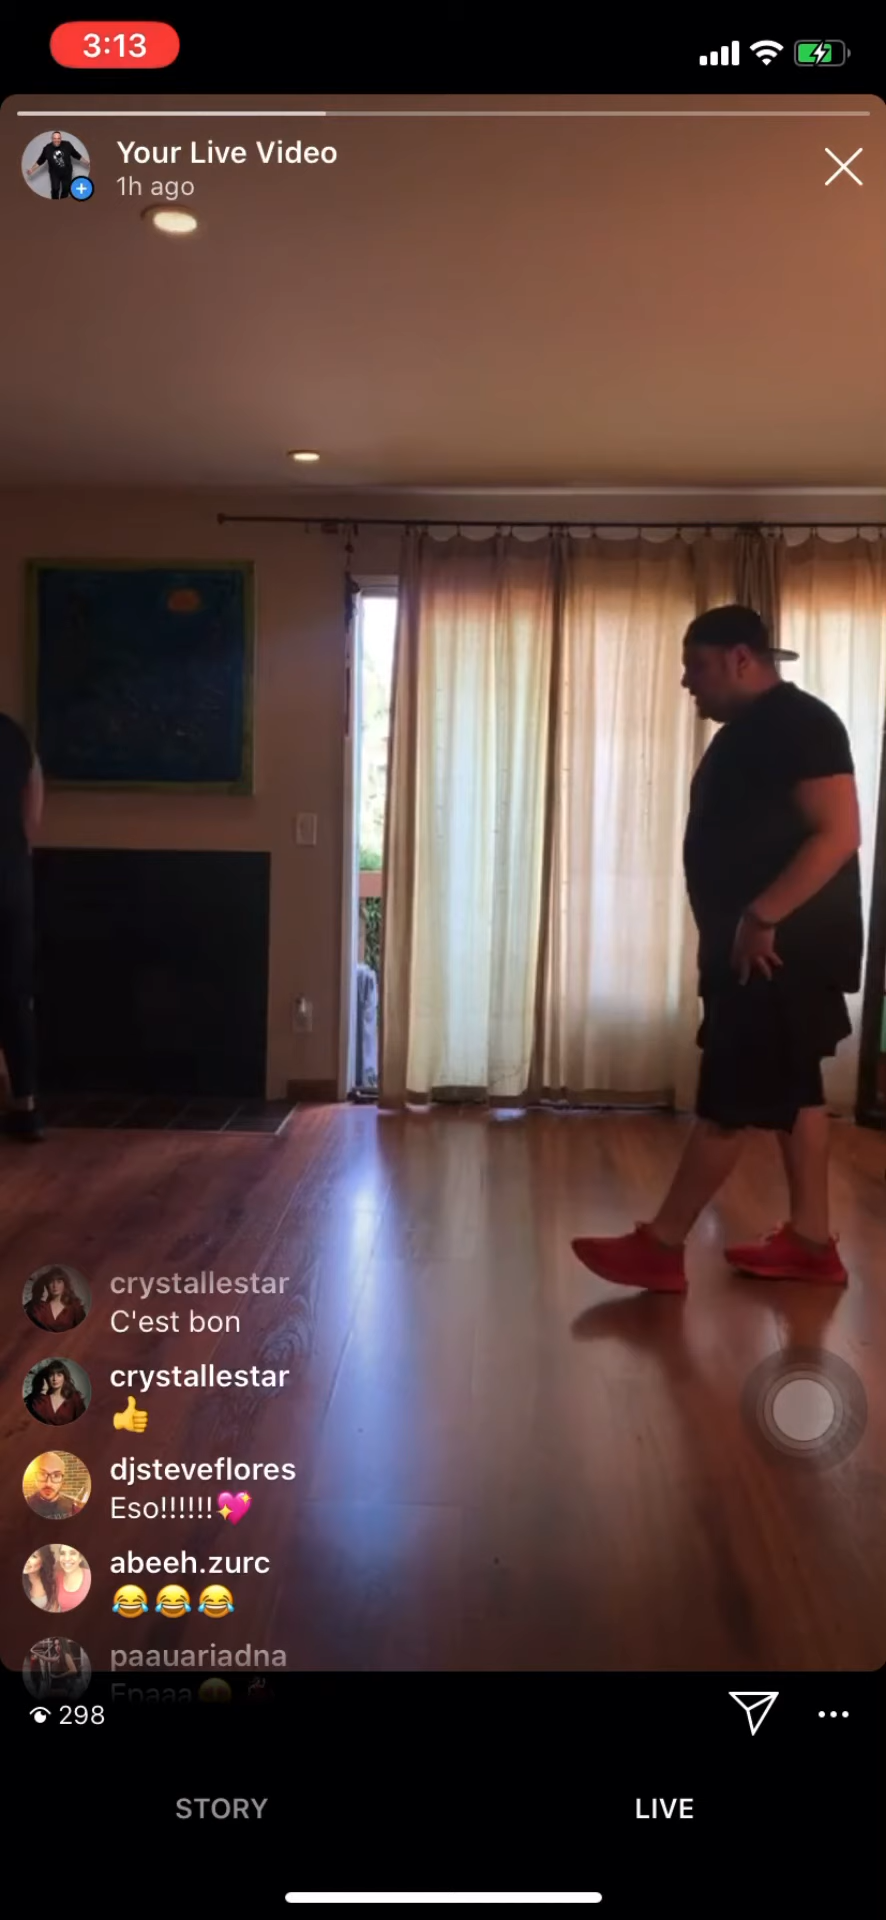 3:13
Your Live Video
1h ago
crystallestar
C'est bon
crystallestar
👍
djsteveflores
Eso!!!!!!💖
abeeh.zurc
😂😂😂
paauariadna
Epaaa
298
STORY
LIVE